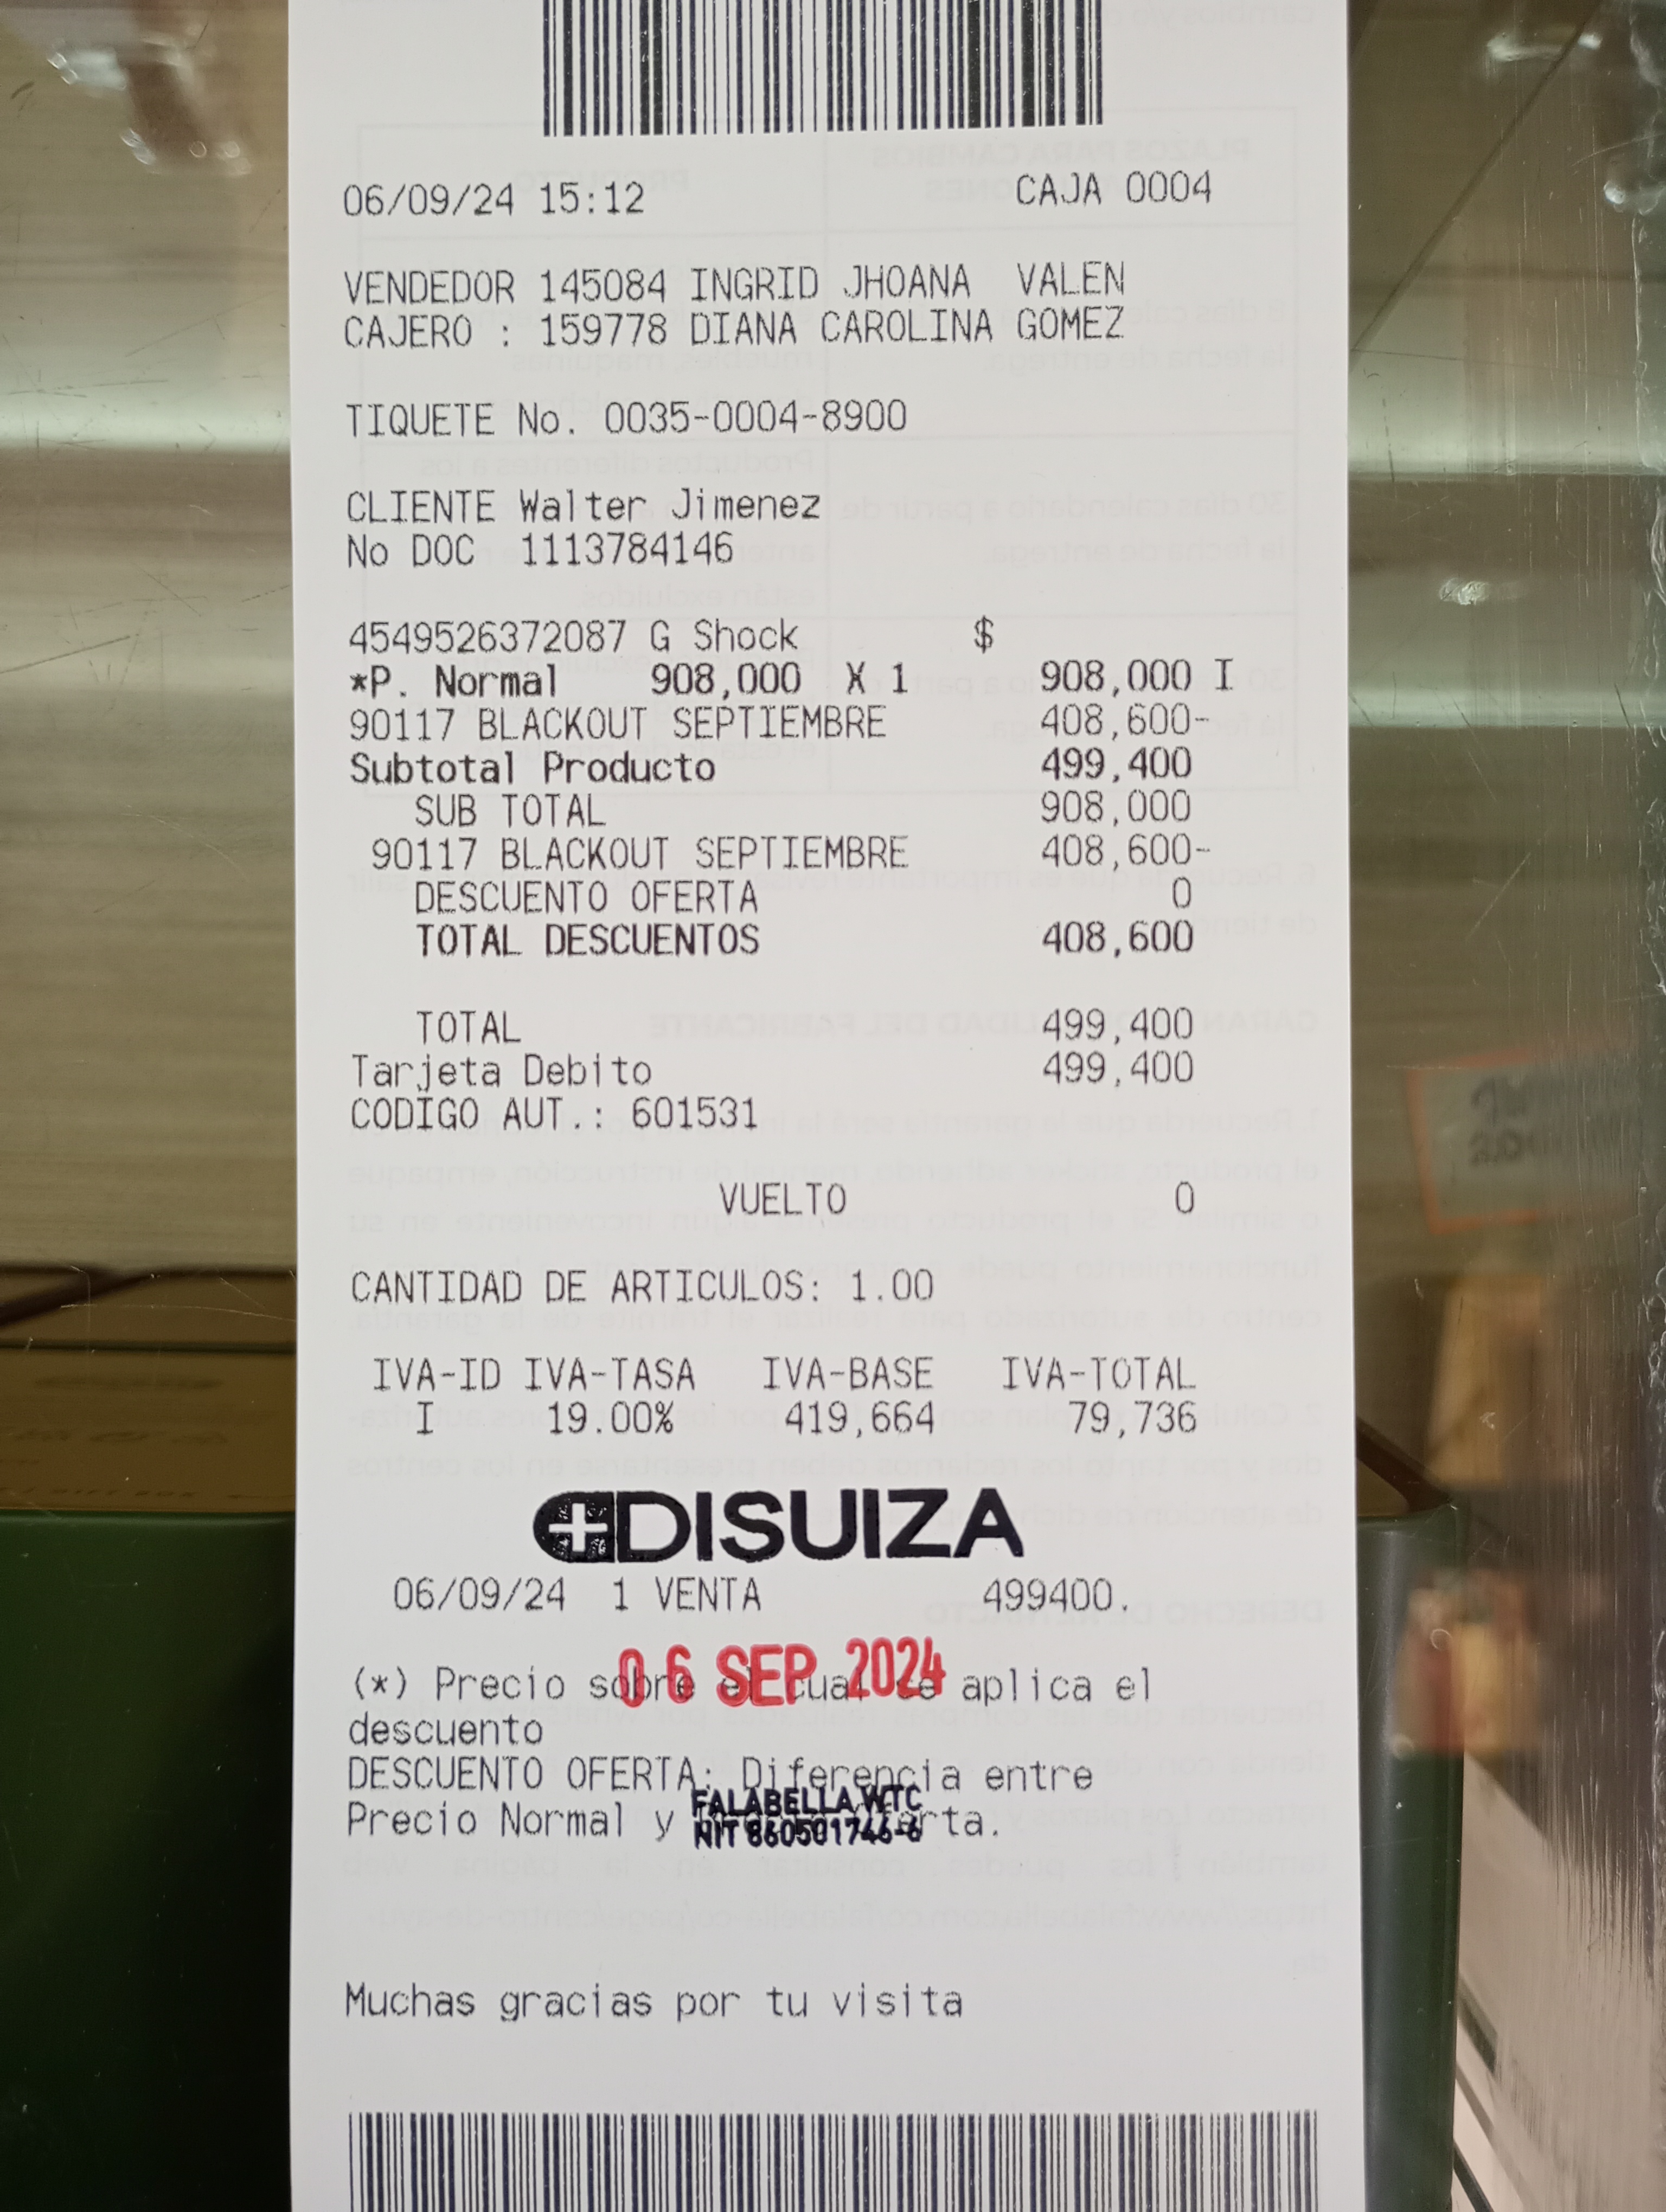 06/09/24 15:12 CAJA 0004
VENDEDOR 145084 INGRID JHOANA VALEN
CAJERO : 159778 DIANA CAROLINA GOMEZ
TIQUETE No. 0035-0004-8900
CLIENTE Walter Jimenez
No DOC 1113784146
4549526372087 G Shock $
*P. Normal 908,000 X 1 908,000 I
90117 BLACKOUT SEPTIEMBRE 408,600-
Subtotal Producto 499,400
SUB TOTAL 908,000
90117 BLACKOUT SEPTIEMBRE 408,600-
DESCUENTO OFERTA 0
TOTAL DESCUENTOS 408,600
TOTAL 499,400
Tarjeta Debito 499,400
CODIGO AUT.: 601531
VUELTO 0
CANTIDAD DE ARTICULOS: 1.00
IVA-ID IVA-TASA IVA-BASE IVA-TOTAL
I 19.00% 419,664 79,736
DISUIZA
06/09/24 1 VENTA 499400.
06 SEP 2024
(*) Precio sobre el cual se aplica el
descuento
DESCUENTO OFERTA: Diferencia entre
FALABELLA WTC
Precio Normal y Oferta.
NIT 860501746-6
Muchas gracias por tu visita